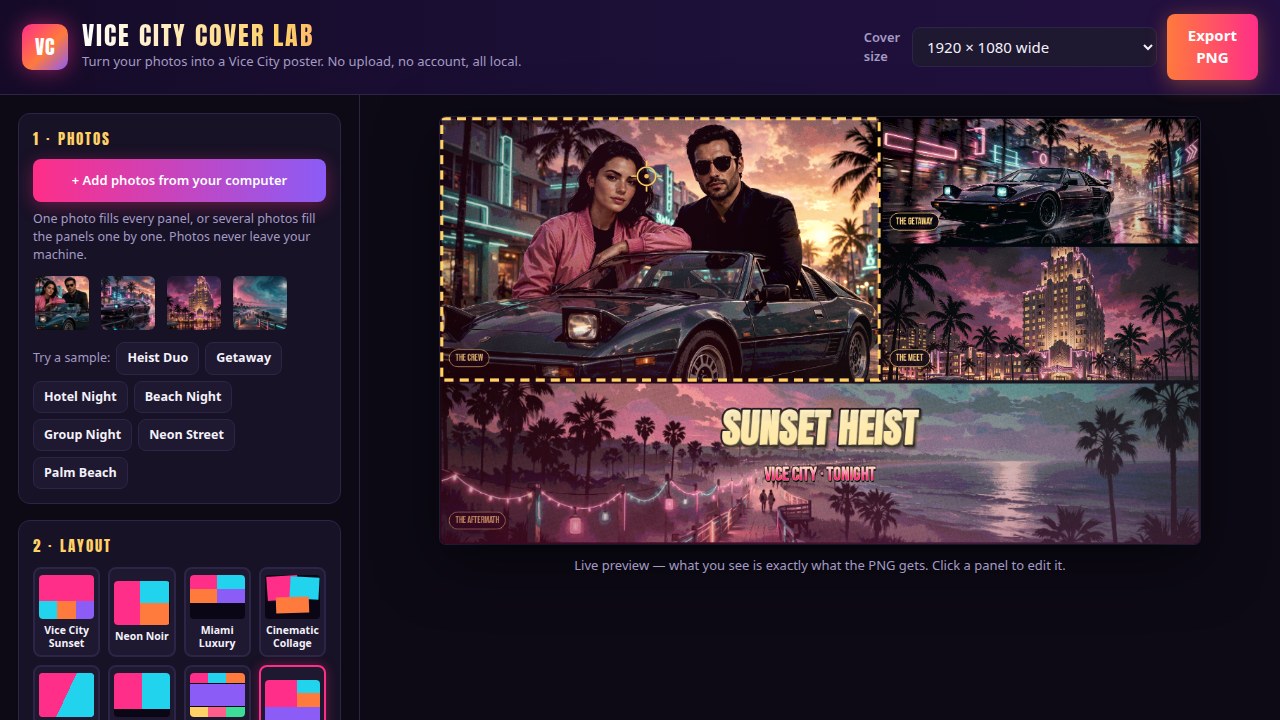 VC
VICE CITY COVER LAB
Turn your photos into a Vice City poster. No upload, no account, all local.
Cover size
1920 × 1080 wide
Export PNG
1 · PHOTOS
+ Add photos from your computer
One photo fills every panel, or several photos fill
the panels one by one. Photos never leave your
machine.
Try a sample:
Heist Duo
Getaway
Hotel Night
Beach Night
Group Night
Neon Street
Palm Beach
2 · LAYOUT
Vice City Sunset
Neon Noir
Miami Luxury
Cinematic Collage
THE CREW
THE GETAWAY
THE MEET
SUNSET HEIST
VICE CITY · TONIGHT
THE AFTERMATH
Live preview — what you see is exactly what the PNG gets. Click a panel to edit it.